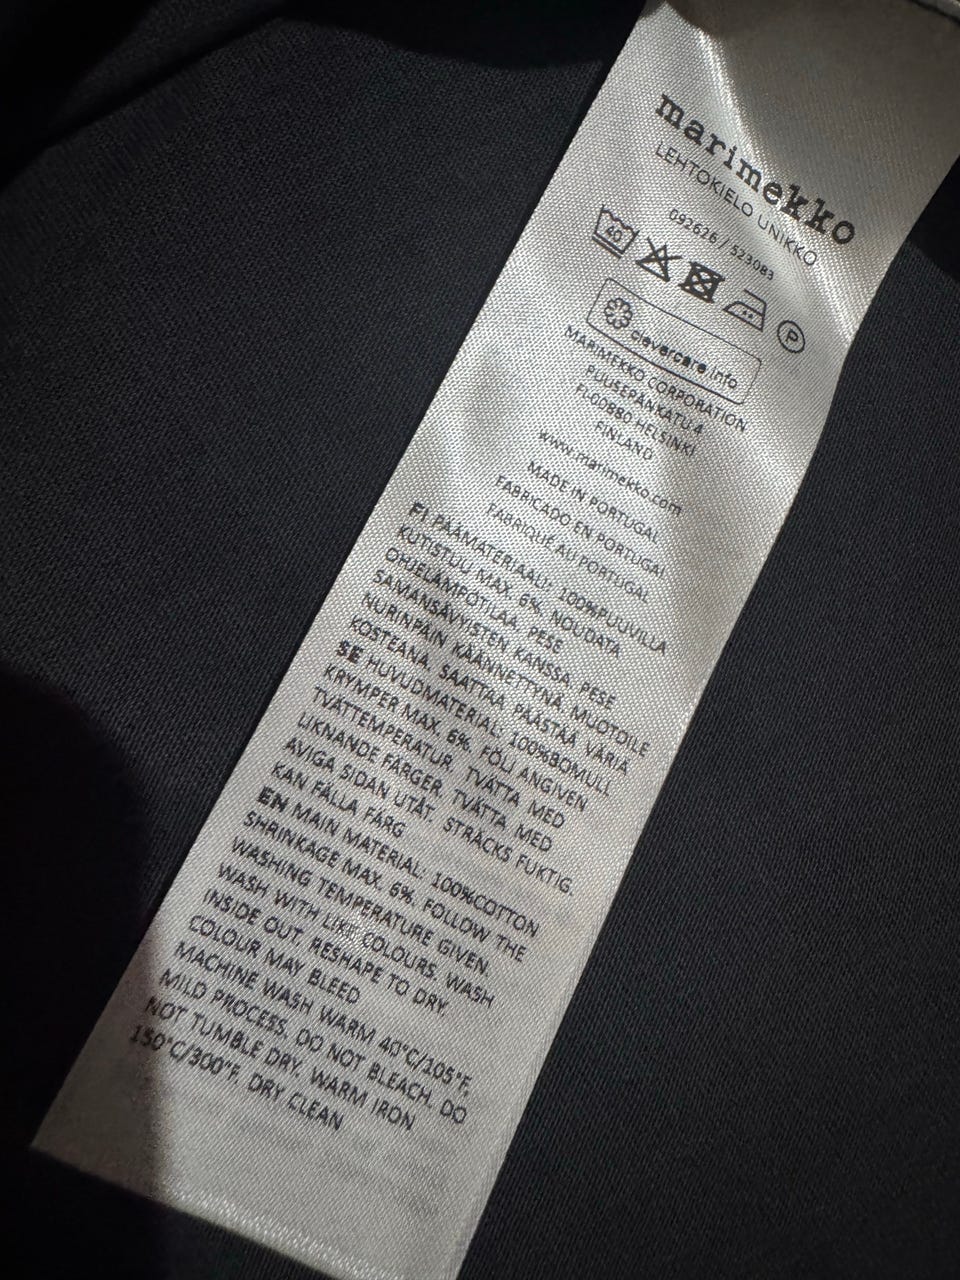 marimekko
LEHTOKIELO UNIKKO
092626 / 523083
40
P
clevercare.info
MARIMEKKO CORPORATION
PUUSEPÄNKATU 4
FI-00880 HELSINKI
FINLAND
www.marimekko.com
MADE IN PORTUGAL
FABRICADO EN PORTUGAL
FABRIQUÉ AU PORTUGAL
FI PÄÄMATERIAALI: 100%PUUVILLA
KUTISTUU MAX. 6%. NOUDATA
OHJELÄMPÖTILAA, PESE
SAMANSÄVYISTEN KANSSA, PESE
NURINPÄIN KÄÄNNETTYNÄ, MUOTOILE
KOSTEANA. SAATTAA PÄÄSTÄÄ VÄRIÄ
SE HUVUDMATERIAL: 100%BOMULL
KRYMPER MAX. 6%. FÖLJ ANGIVEN
TVÄTTEMPERATUR, TVÄTTA MED
LIKNANDE FÄRGER, TVÄTTA MED
AVIGA SIDAN UTÅT. STRÄCKS FUKTIG.
KAN FÄLLA FÄRG
EN MAIN MATERIAL: 100%COTTON
SHRINKAGE MAX. 6%. FOLLOW THE
WASHING TEMPERATURE GIVEN.
WASH WITH LIKE COLOURS, WASH
INSIDE OUT, RESHAPE TO DRY.
COLOUR MAY BLEED
MACHINE WASH WARM 40°C/105°F,
MILD PROCESS. DO NOT BLEACH. DO
NOT TUMBLE DRY. WARM IRON
150°C/300°F. DRY CLEAN